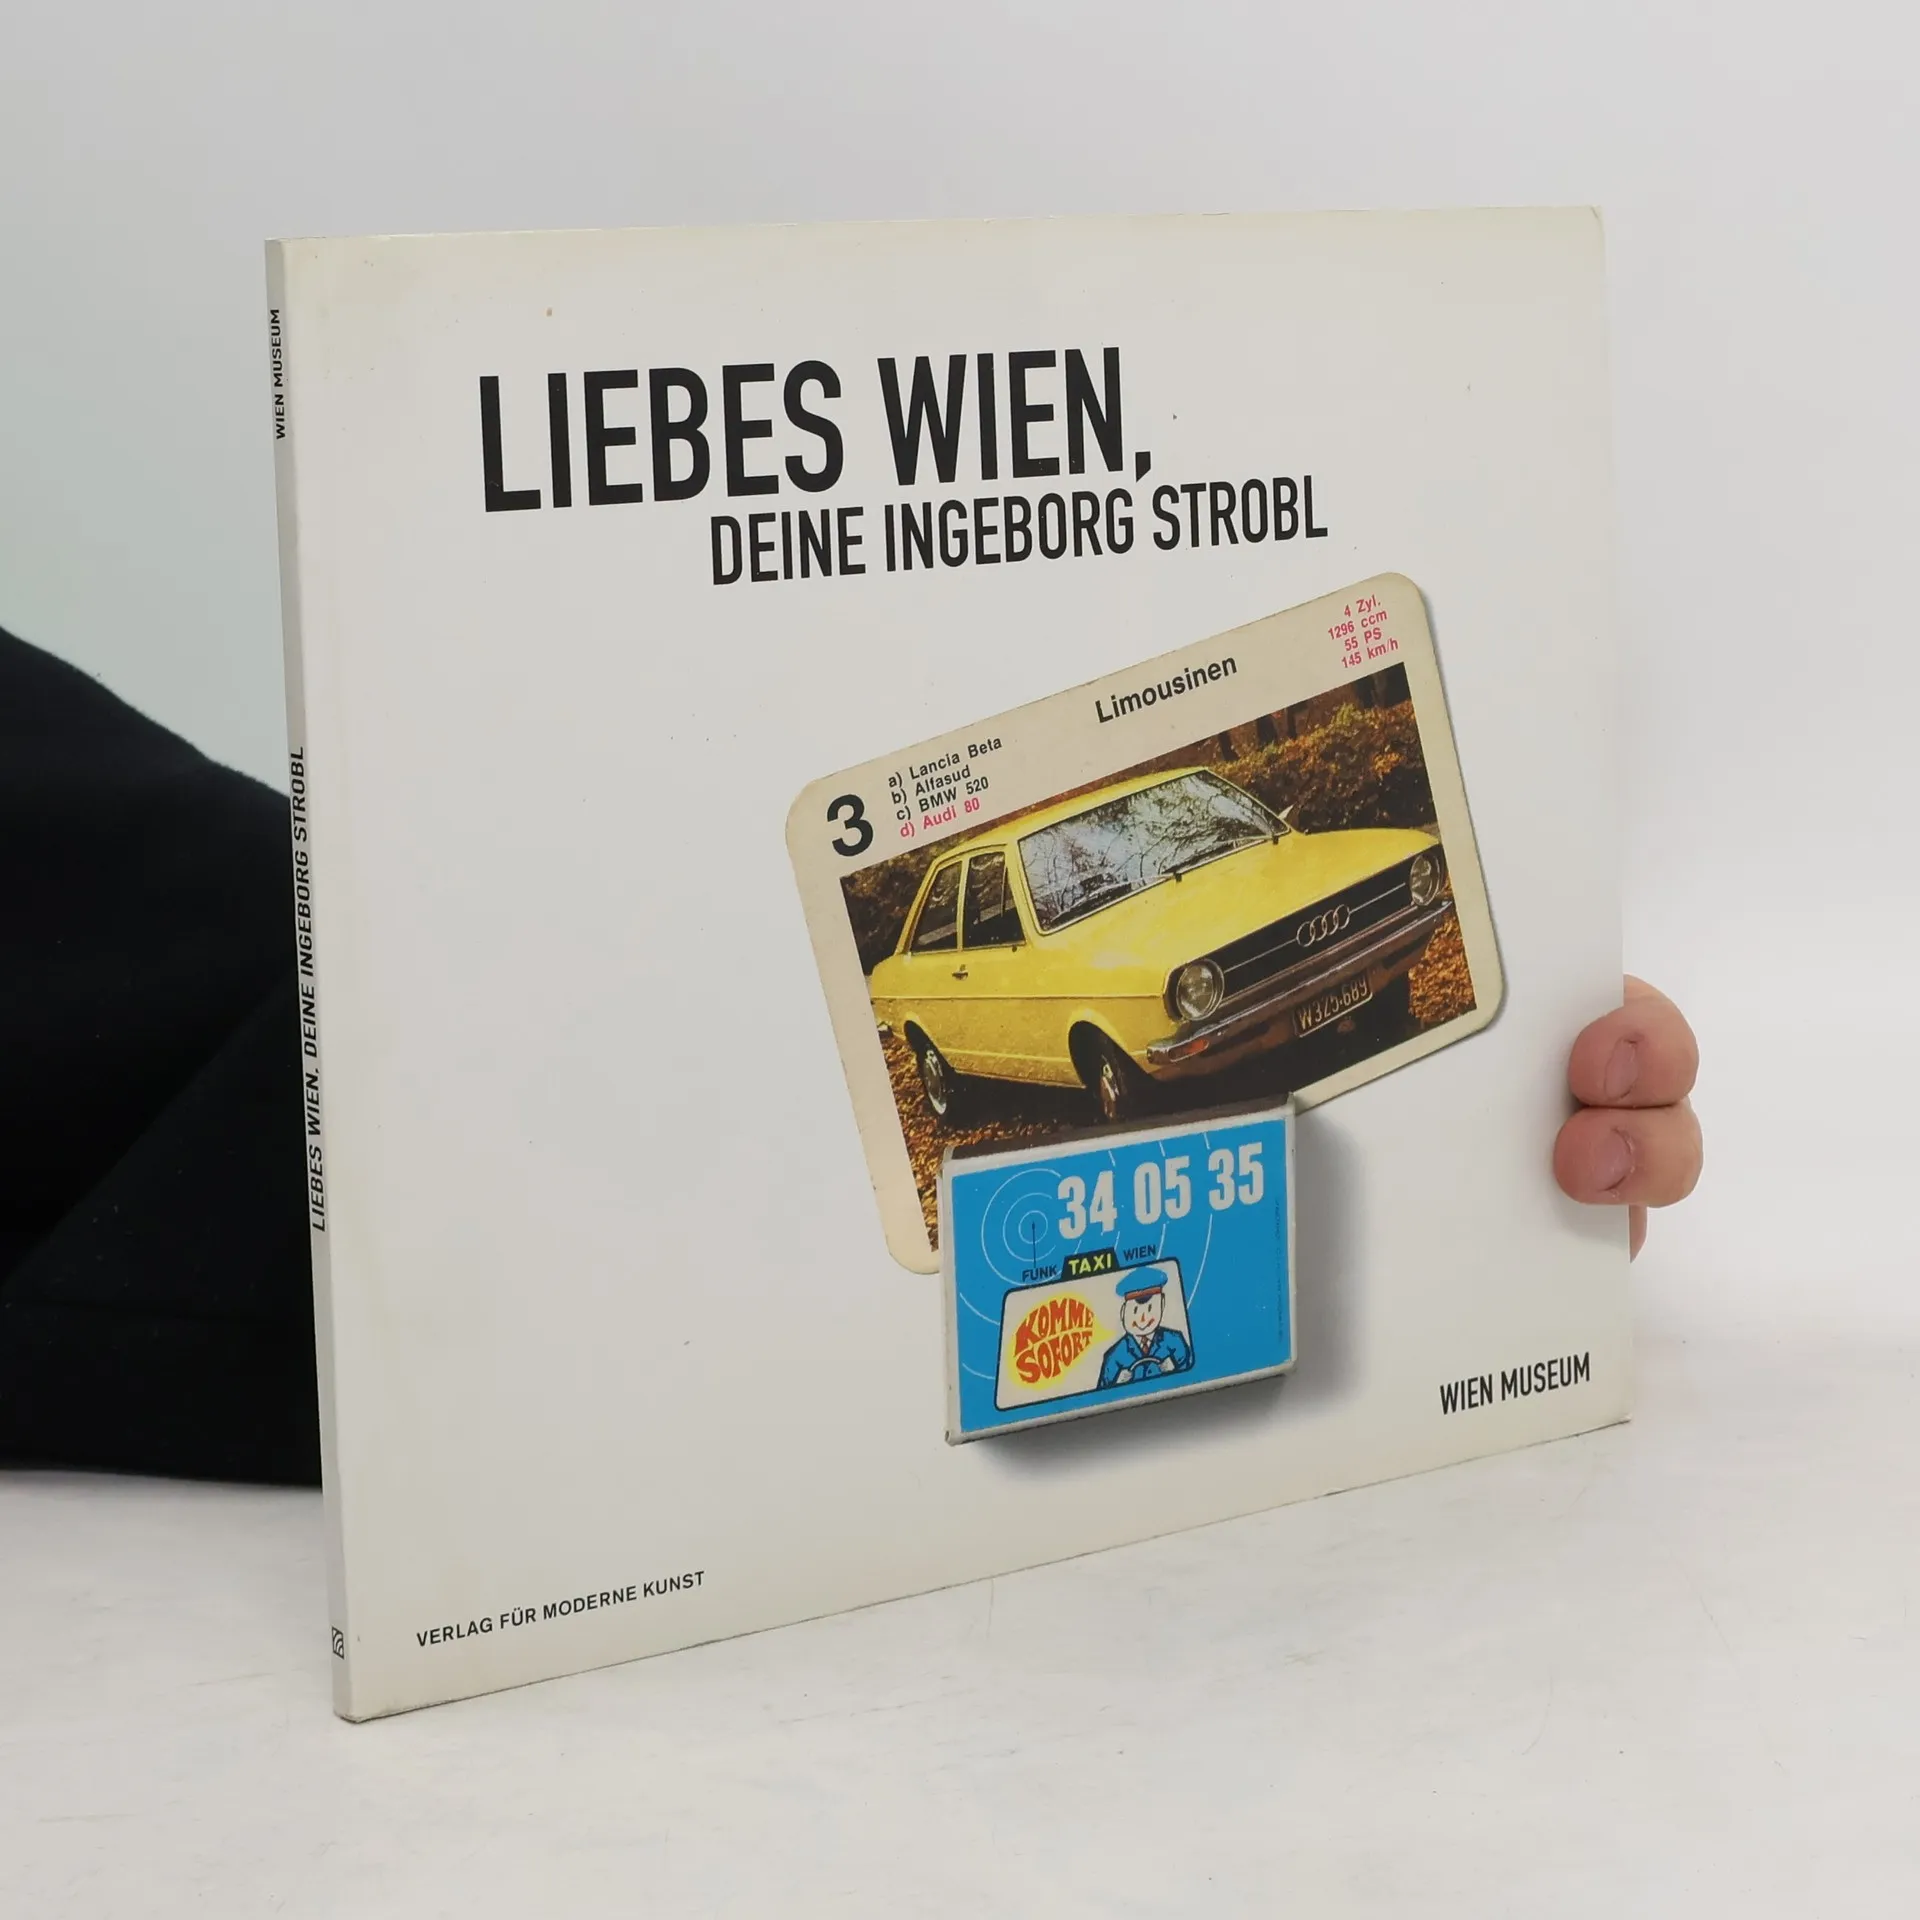 WIEN MUSEUM
LIEBES WIEN. DEINE INGEBORG STROBL
LIEBES WIEN,
DEINE INGEBORG STROBL
4 Zyl.
1296 ccm
55 PS
145 km/h
Limousinen
3
a) Lancia Beta
b) Alfasud
c) BMW 520
d) Audi 80
W325·689
34 05 35
FUNK TAXI WIEN
KOMME
SOFORT
WIEN MUSEUM
VERLAG FÜR MODERNE KUNST